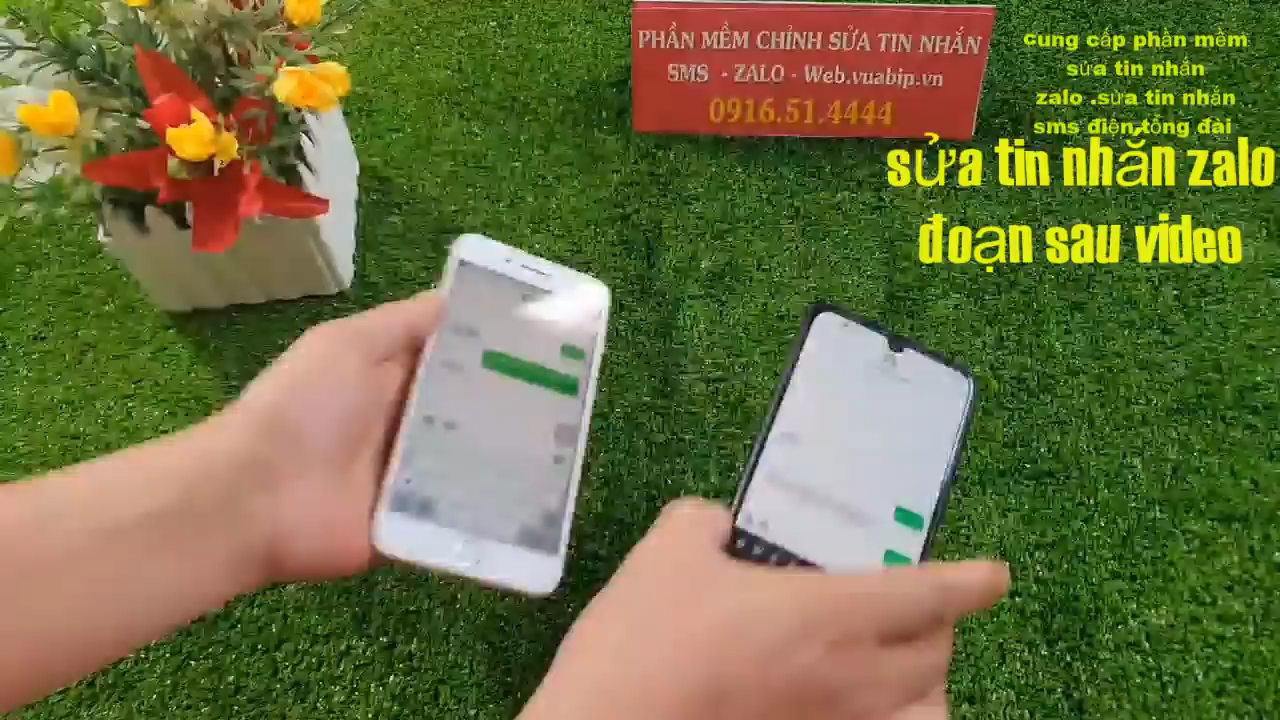 PHẦN MỀM CHỈNH SỬA TIN NHẮN
SMS - ZALO - Web.vuabip.vn
0916.51.4444
cung cấp phần mềm
sửa tin nhắn
zalo .sửa tin nhắn
sms điện,tổng đài
sửa tin nhắn zalo
đoạn sau video